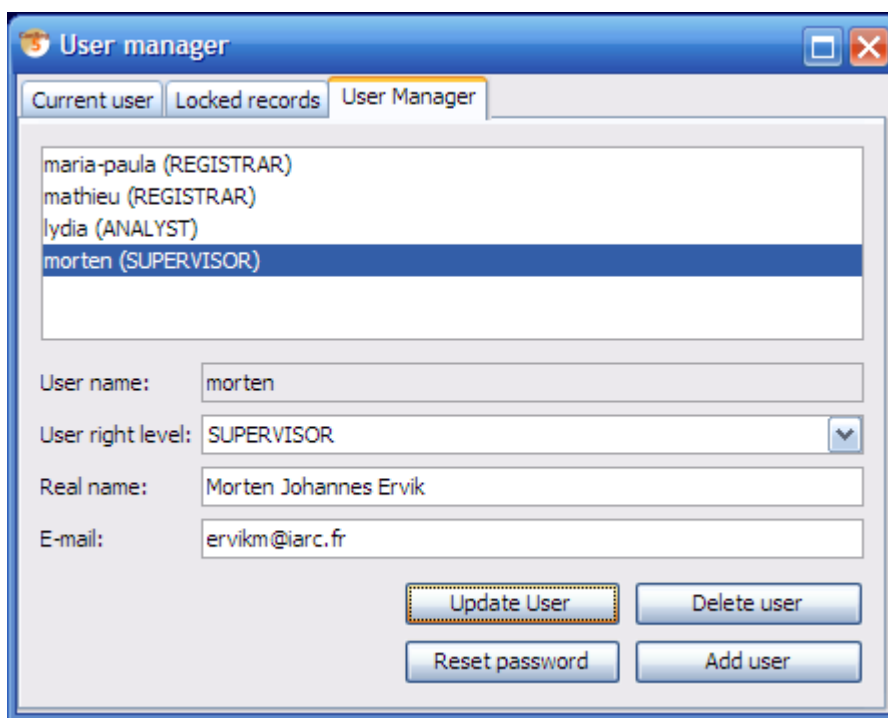 User manager
Current user Locked records User Manager
maria-paula (REGISTRAR)
mathieu (REGISTRAR)
lydia (ANALYST)
morten (SUPERVISOR)
User name: morten
User right level: SUPERVISOR
Real name: Morten Johannes Ervik
E-mail: ervikm@iarc.fr
Update User Delete user
Reset password Add user